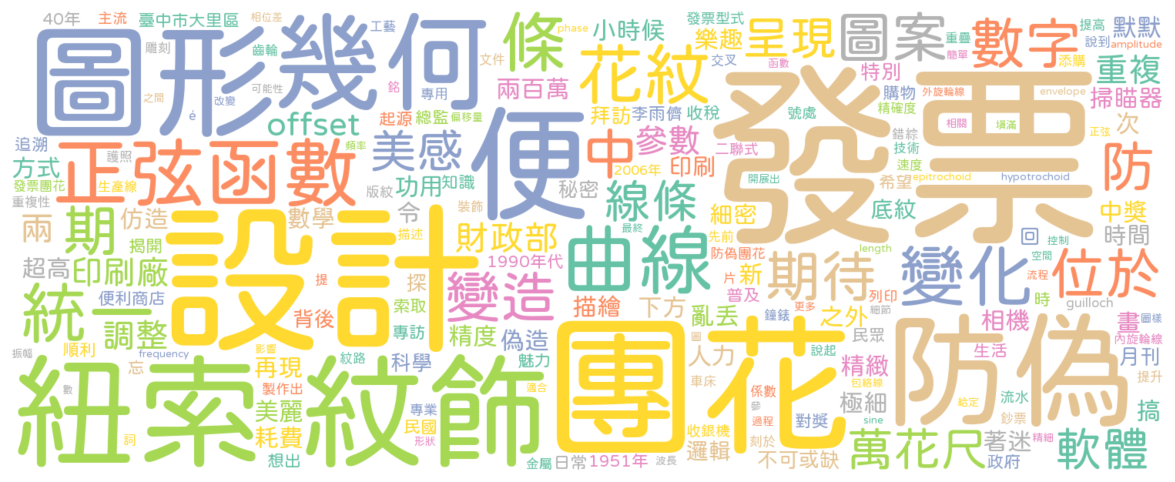 40年
主流
臺中市大里區
相位差
工藝
phase
條
小時候
發票型式
重疊
提高
默默
雕刻
齒輪
文件
花紋
樂趣
呈現
圖案
數字
說到
amplitude
圖形
幾何
可能性
銘
專用
兩百萬
交叉
函數
特別
簡單
添購
重複
之間
é
改變
offset
起源
總監
偏移量
拜訪
李雨儕
收稅
購物
號處
精確度
外旋輪線
envelope
掃瞄器
追溯
護照
頻率
美感
便
中
參數
二聯式
發票
錯綜
相關
填滿
次
正弦
方式
正弦函數
印刷
技術
防
發票團花
生產線
版紋
功用
知識
2006年
開展出
速度
epitrochoid
hypotrochoid
重複性
仿造
數學
令
裝飾
秘密
線條
細密
希望
底紋
中獎
兩
期
設計
描述
財政部
最終
先前
回
控制
時間
揭開
超高
印刷廠
探
1990年代
曲線
防偽團花
length
期待
變化
空間
位於
便利商店
提
索取
變造
片
新
列印
時
流程
guilloch
統一
調整
背後
專訪
精度
偽造
描繪
下方
普及
亂丟
鐘錶
之外
更多
細節
相機
畫
圖樣
振幅
順利
frequency
影響
紋路
科學
魅力
圖
人力
說起
民眾
防偽
生活
內旋輪線
忘
再現
製作出
紐索
紋飾
適合
團花
車床
包絡線
精緻
給定
月刊
提升
數
美麗
專業
民國
係數
參
對獎
極細
sine
流水
鈔票
搞
耗費
形狀
收銀機
過程
刻於
萬花尺
著迷
精細
軟體
詞
想出
金屬
日常
1951年
波長
邏輯
不可或缺
政府